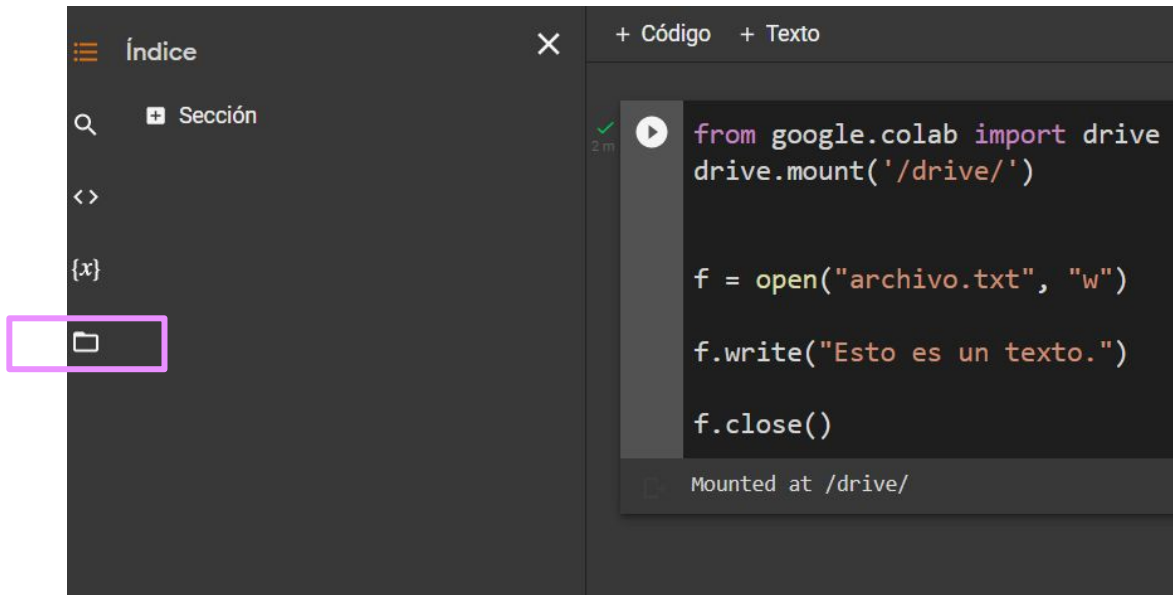 Índice
Sección
{x}
+ Código + Texto
2 m
from google.colab import drive
drive.mount('/drive/')
f = open("archivo.txt", "w")
f.write("Esto es un texto.")
f.close()
Mounted at /drive/